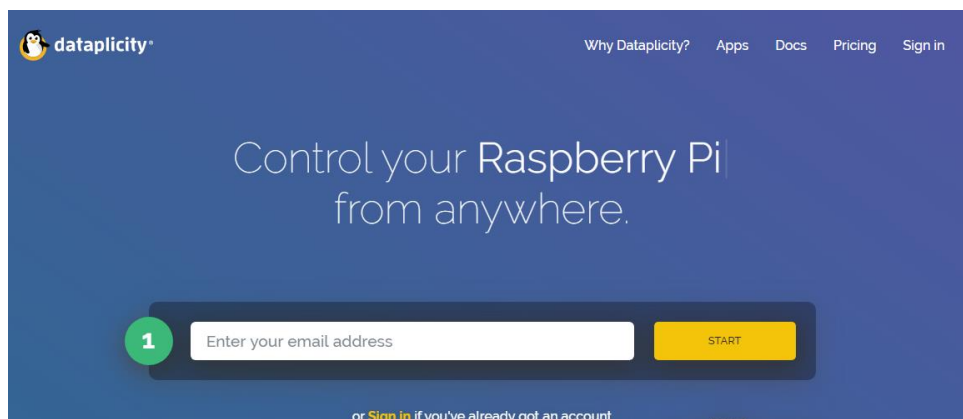 dataplicity
Why Dataplicity? Apps Docs Pricing Sign in
Control your Raspberry Pi
from anywhere.
1
Enter your email address
START
or Sign in if you've already got an account